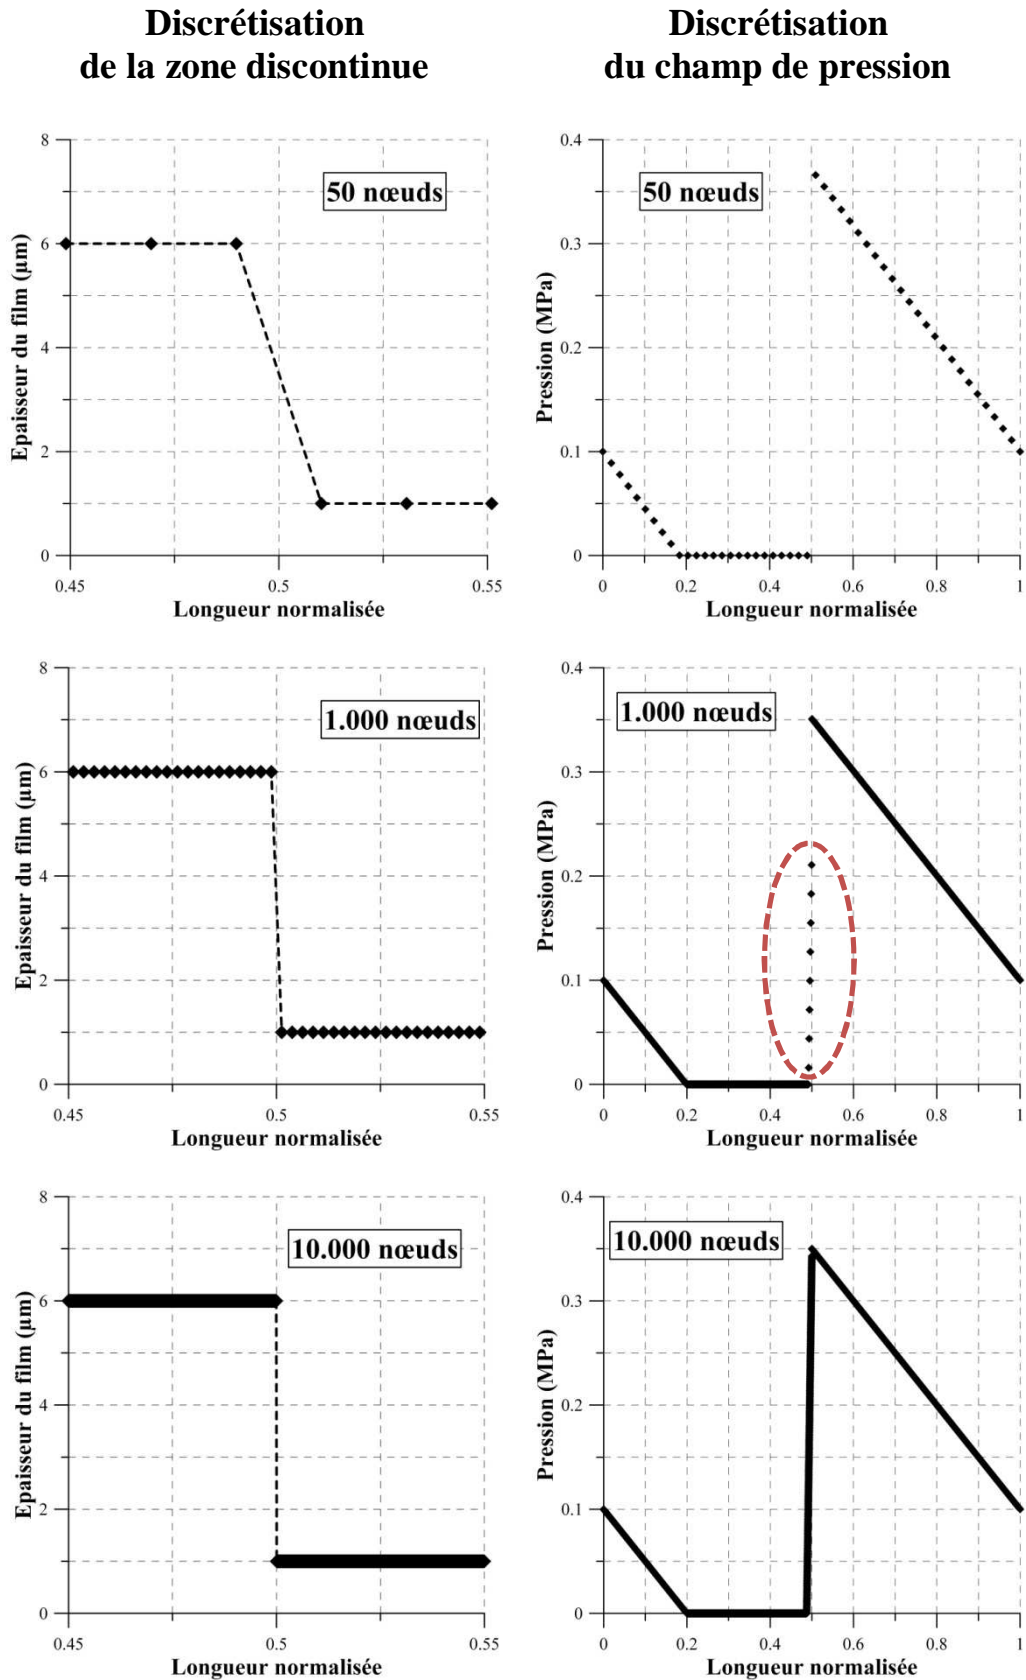 Discrétisation
de la zone discontinue
Discrétisation
du champ de pression
8
6
4
2
0
Epaisseur du film (μm)
50 nœuds
0.45
0.5
0.55
Longueur normalisée
0.4
0.3
0.2
0.1
0
Pression (MPa)
50 nœuds
0
0.2
0.4
0.6
0.8
1
Longueur normalisée
8
6
4
2
0
Epaisseur du film (μm)
1.000 nœuds
0.45
0.5
0.55
Longueur normalisée
0.4
0.3
0.2
0.1
0
Pression (MPa)
1.000 nœuds
0
0.2
0.4
0.6
0.8
1
Longueur normalisée
8
6
4
2
0
Epaisseur du film (μm)
10.000 nœuds
0.45
0.5
0.55
Longueur normalisée
0.4
0.3
0.2
0.1
0
Pression (MPa)
10.000 nœuds
0
0.2
0.4
0.6
0.8
1
Longueur normalisée